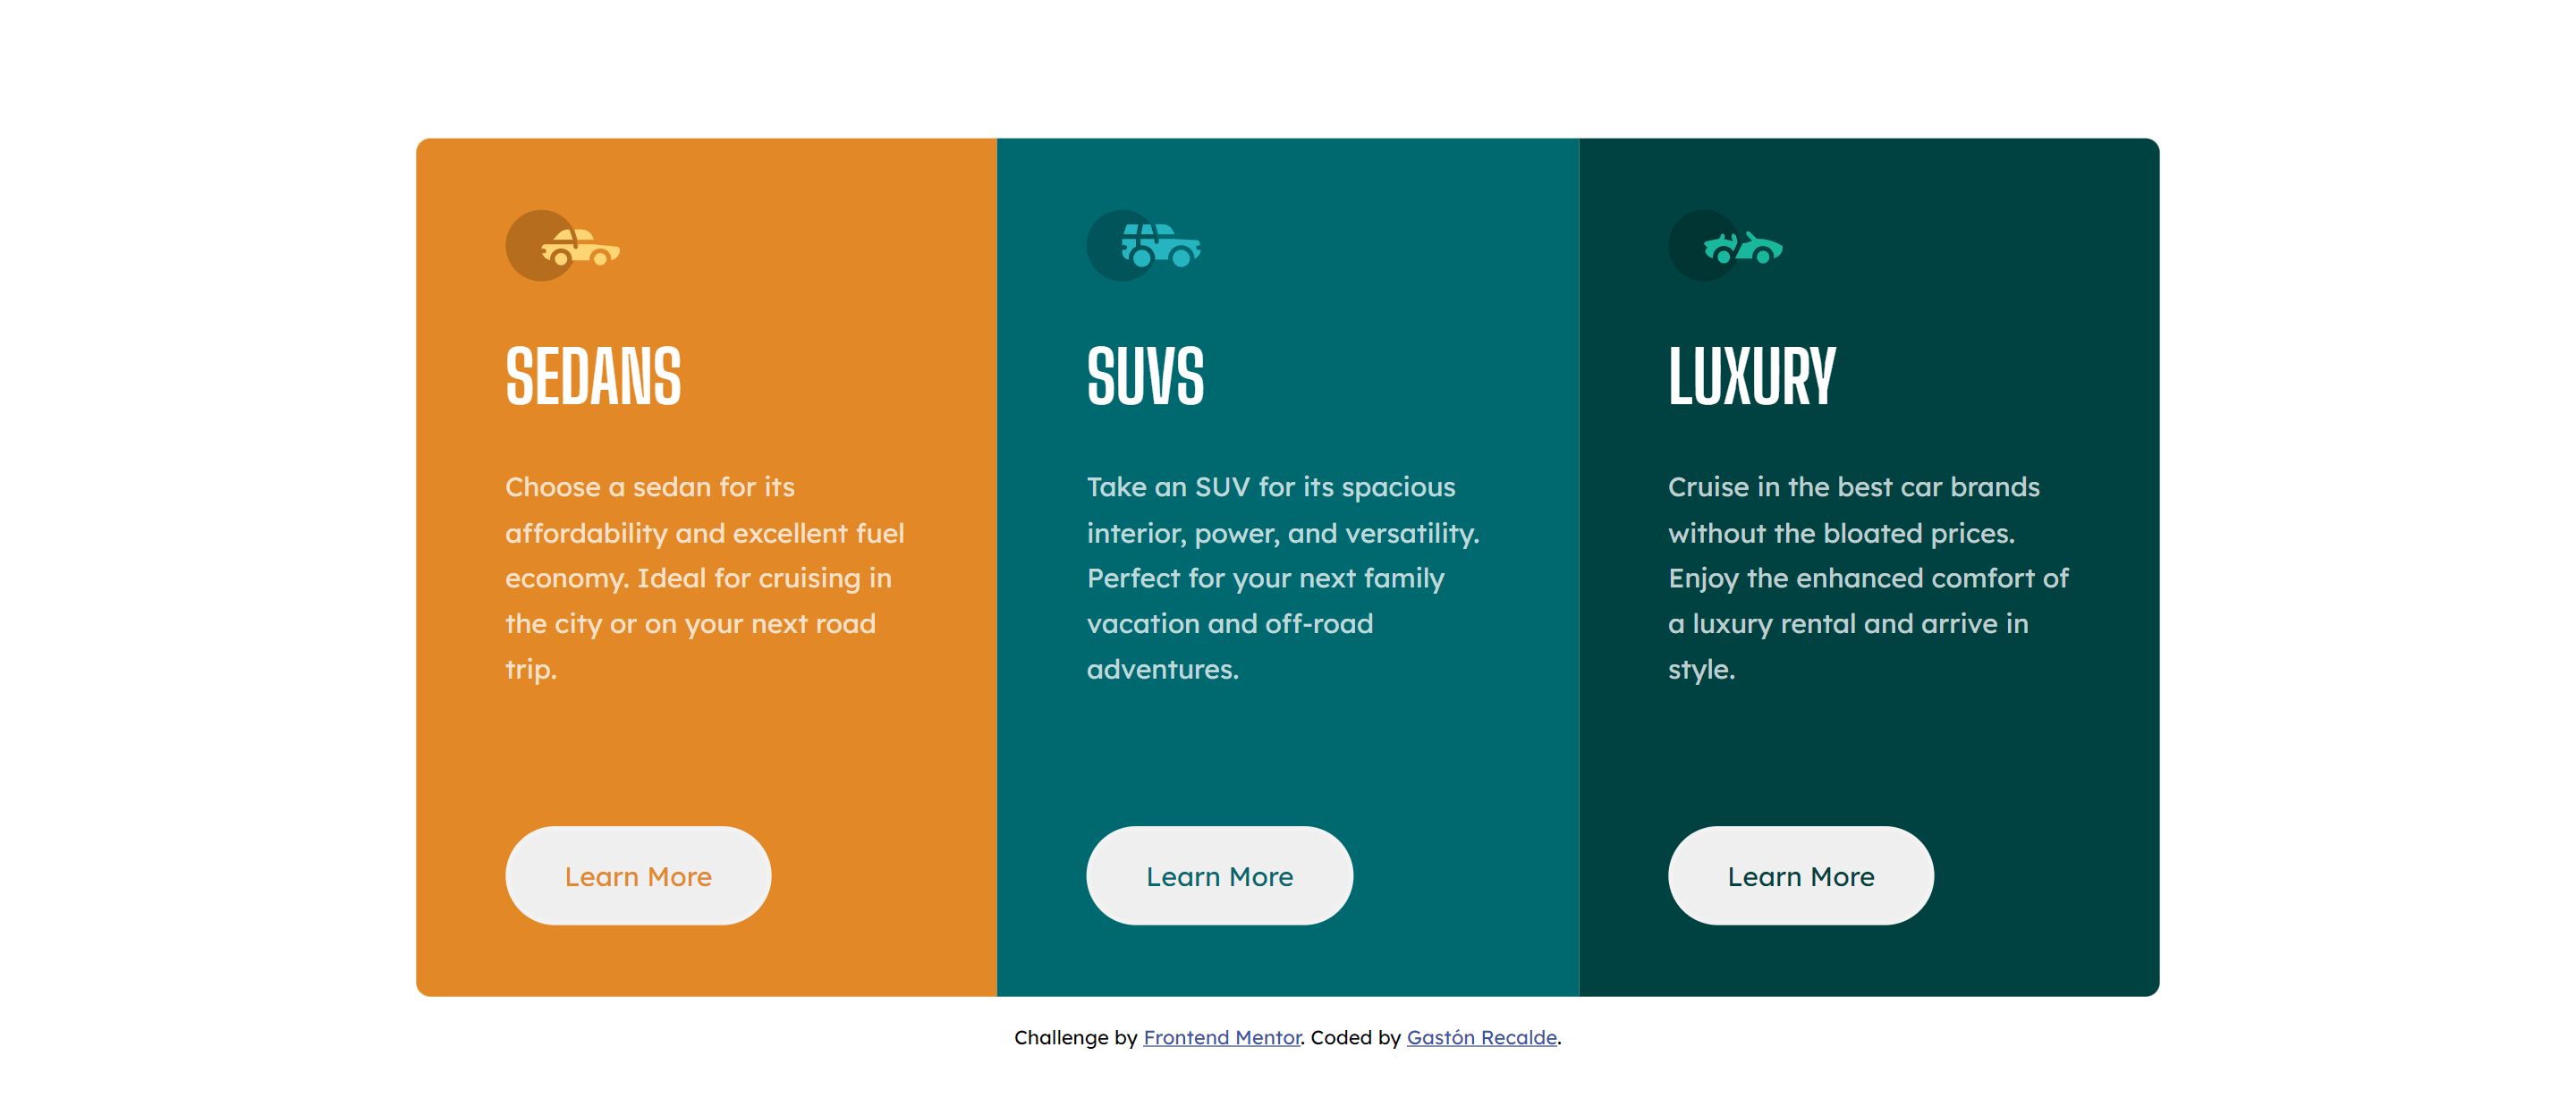 SEDANS
Choose a sedan for its
affordability and excellent fuel
economy. Ideal for cruising in
the city or on your next road
trip.
Learn More
SUVS
Take an SUV for its spacious
interior, power, and versatility.
Perfect for your next family
vacation and off-road
adventures.
Learn More
LUXURY
Cruise in the best car brands
without the bloated prices.
Enjoy the enhanced comfort of
a luxury rental and arrive in
style.
Learn More
Challenge by Frontend Mentor. Coded by Gastón Recalde.